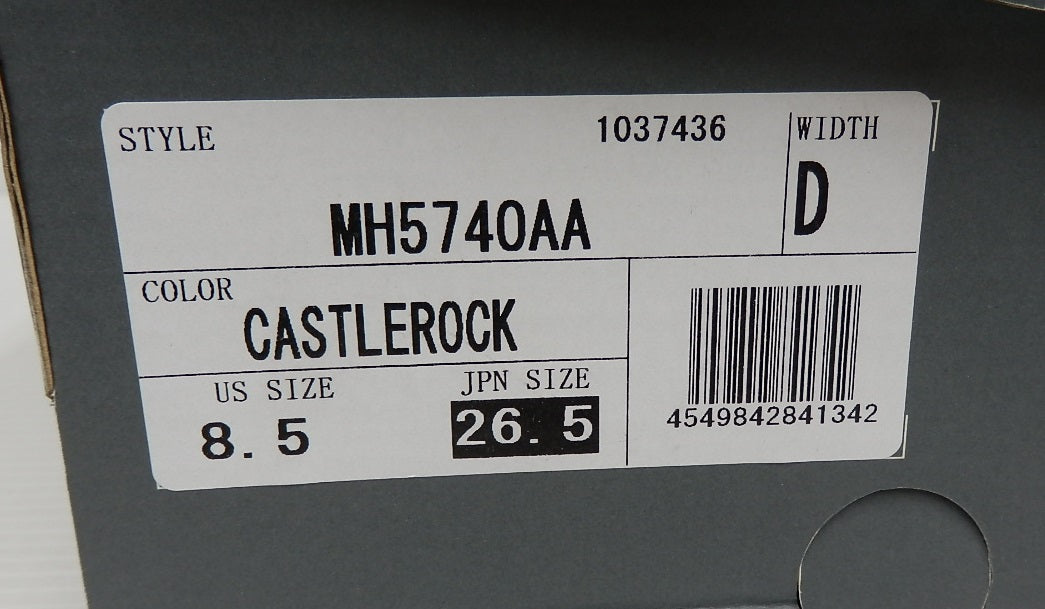 STYLE 1037436 WIDTH
MH5740AA D
COLOR
CASTLEROCK
US SIZE JPN SIZE
8.5 26.5
4549842841342